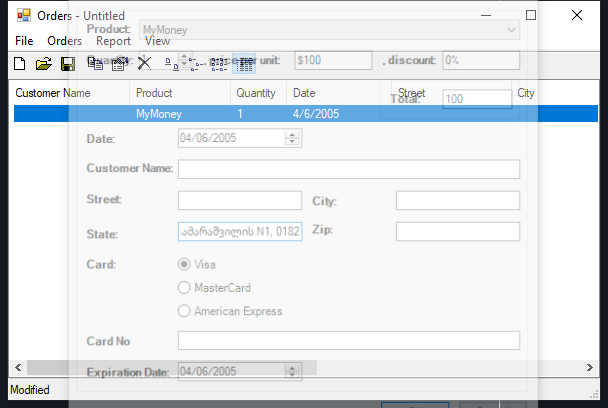 Orders - Untitled
File Orders Report View
Product: MyMoney
Quantity: per unit: $100 , discount: 0%
Customer Name Product Quantity Date Street City
Total: 100
MyMoney 1 4/6/2005
Date: 04/06/2005
Customer Name:
Street: City:
State: ამარაშვილის N1, 0182 Zip:
Card: Visa
MasterCard
American Express
Card No
Expiration Date: 04/06/2005
Modified